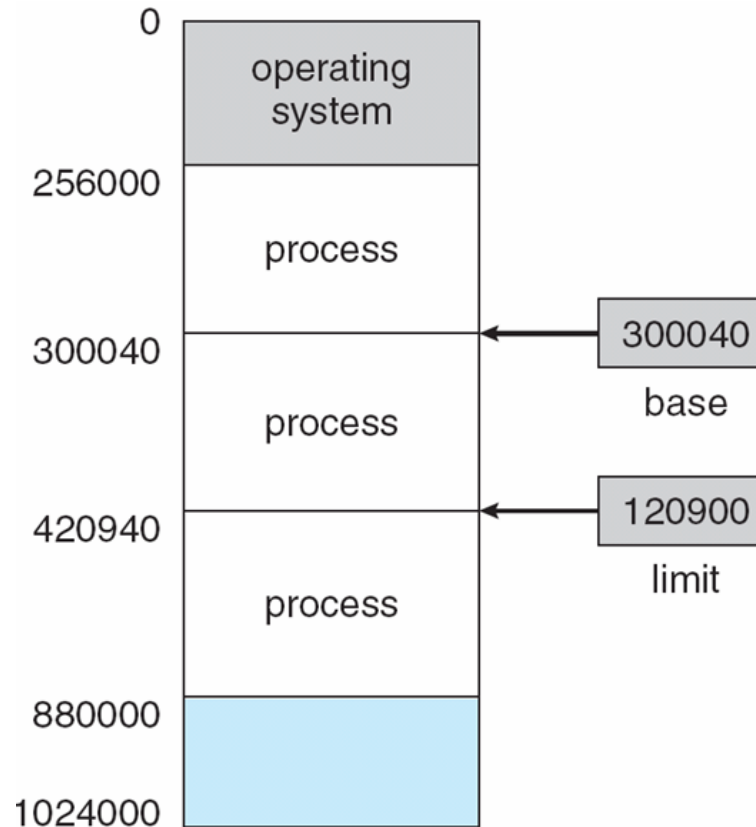 0
operating
system
256000
process
300040
300040
base
process
420940
120900
limit
process
880000
1024000